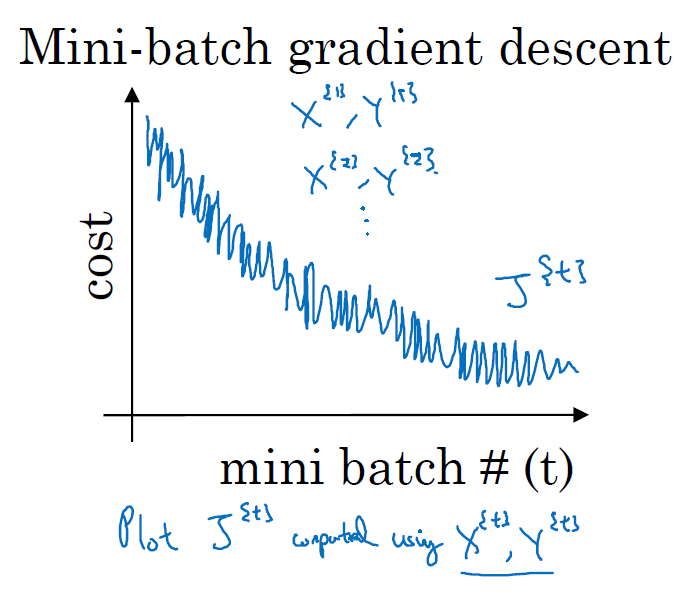 Mini-batch gradient descent
X^{1}, Y^{1}
X^{2}, Y^{2}.
⋮
cost
J^{t}
mini batch # (t)
Plot J^{t} computed using X^{t}, Y^{t}